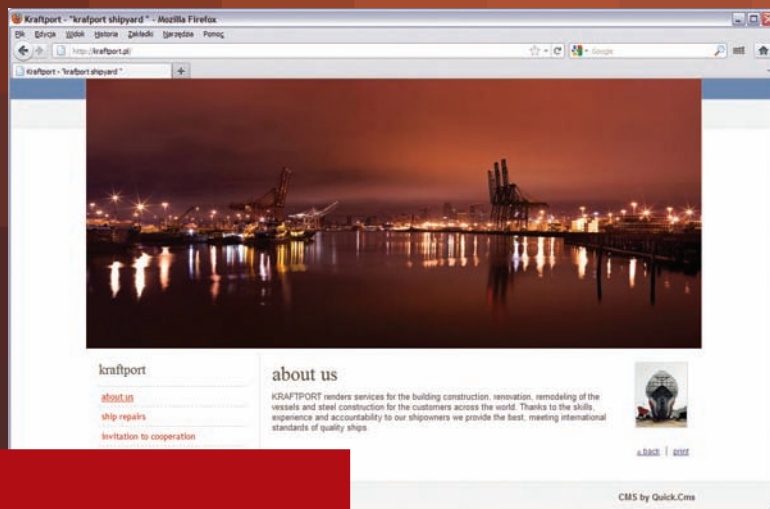 Kraftport - "krafport shipyard " - Mozilla Firefox
Plik Edycja Widok Historia Zakładki Narzędzia Pomoc
http://kraftport.pl/
Google
Kraftport - "krafport shipyard "
kraftport
about us
ship repairs
invitation to cooperation
about us
KRAFTPORT renders services for the building construction, renovation, remodeling of the
vessels and steel construction for the customers across the world. Thanks to the skills,
experience and accountability to our shipowners we provide the best, meeting international
standards of quality ships.
« back | print
CMS by Quick.Cms